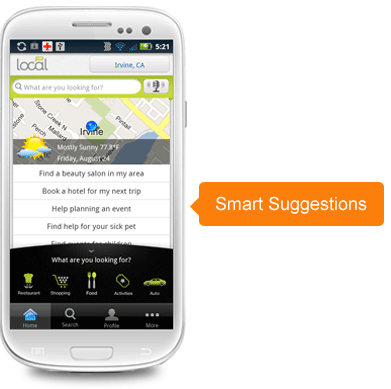 5:21
local
Irvine, CA
What are you looking for?
Stone Creek N
Perch
Pintail
Irvine
Mostly Sunny 77.8°F
Friday, August 24
Find a beauty salon in my area
Book a hotel for my next trip
Help planning an event
Find help for your sick pet
Find events for children
What are you looking for?
Restaurant Shopping Food Activities Auto
Home Search Profile More
Smart Suggestions